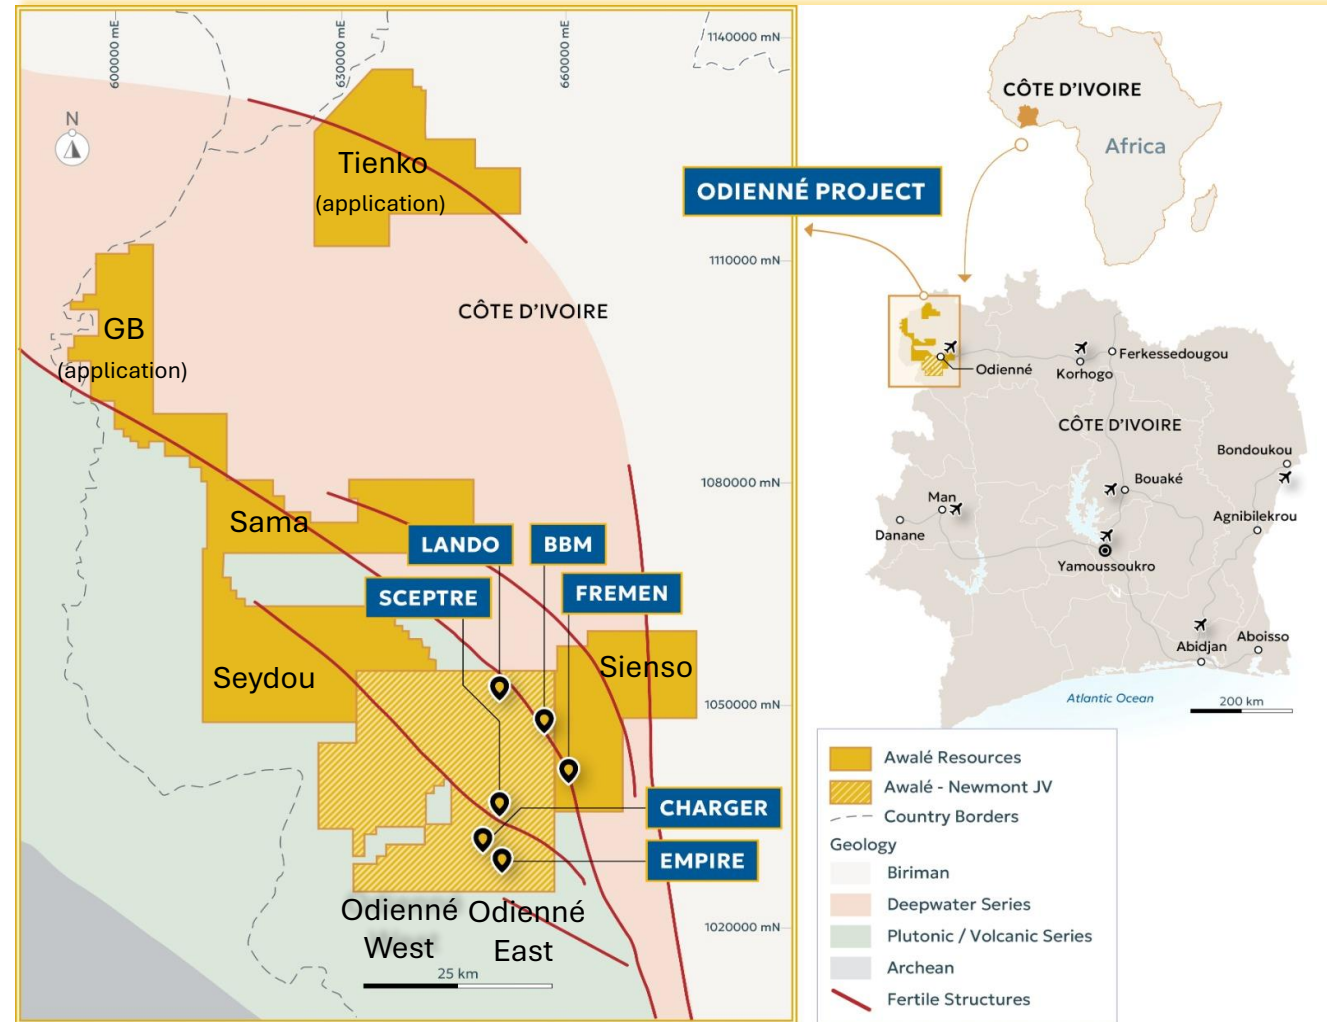 600000 mE
630000 mE
660000 mE
1140000 mN
1110000 mN
1080000 mN
1050000 mN
1020000 mN
N
Tienko
(application)
GB
(application)
CÔTE D'IVOIRE
Sama
LANDO
BBM
SCEPTRE
FREMEN
Seydou
Sienso
CHARGER
EMPIRE
Odienné
West
Odienné
East
25 km
ODIENNÉ PROJECT
CÔTE D'IVOIRE
Africa
Odienné
Korhogo
Ferkessedougou
CÔTE D'IVOIRE
Bondoukou
Bouaké
Man
Danane
Agnibilekrou
Yamoussoukro
Abidjan
Aboisso
Atlantic Ocean
200 km
Awalé Resources
Awalé - Newmont JV
Country Borders
Geology
Biriman
Deepwater Series
Plutonic / Volcanic Series
Archean
Fertile Structures